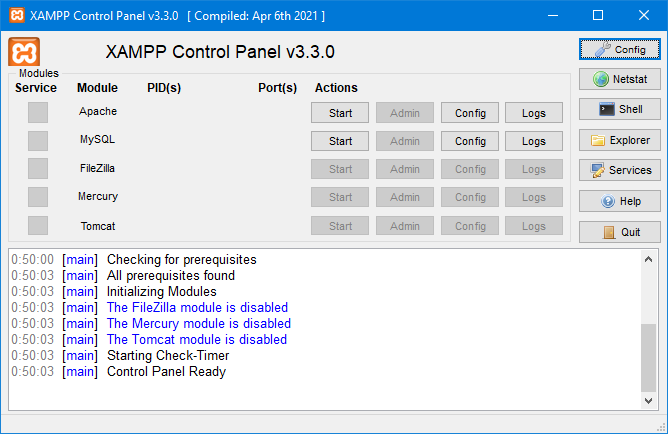 XAMPP Control Panel v3.3.0 [ Compiled: Apr 6th 2021 ]
XAMPP Control Panel v3.3.0
Config
Modules
Service Module PID(s) Port(s) Actions
Netstat
Apache Start Admin Config Logs
Shell
MySQL Start Admin Config Logs
Explorer
FileZilla Start Admin Config Logs
Services
Mercury Start Admin Config Logs
Help
Tomcat Start Admin Config Logs
Quit
0:50:00 [main] Checking for prerequisites
0:50:03 [main] All prerequisites found
0:50:03 [main] Initializing Modules
0:50:03 [main] The FileZilla module is disabled
0:50:03 [main] The Mercury module is disabled
0:50:03 [main] The Tomcat module is disabled
0:50:03 [main] Starting Check-Timer
0:50:03 [main] Control Panel Ready